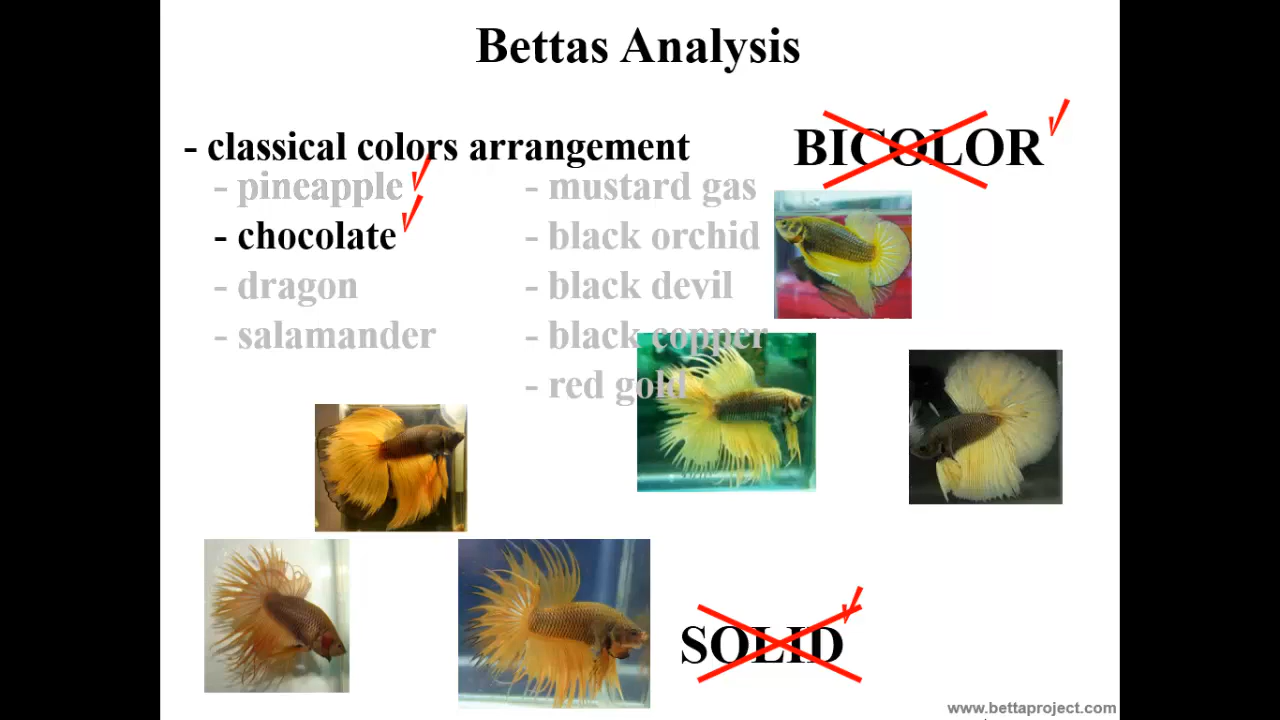 Bettas Analysis
- classical colors arrangement
BICOLOR
- pineapple
- chocolate
- dragon
- salamander
- mustard gas
- black orchid
- black devil
- black copper
- red gold
SOLID
www.bettaproject.com